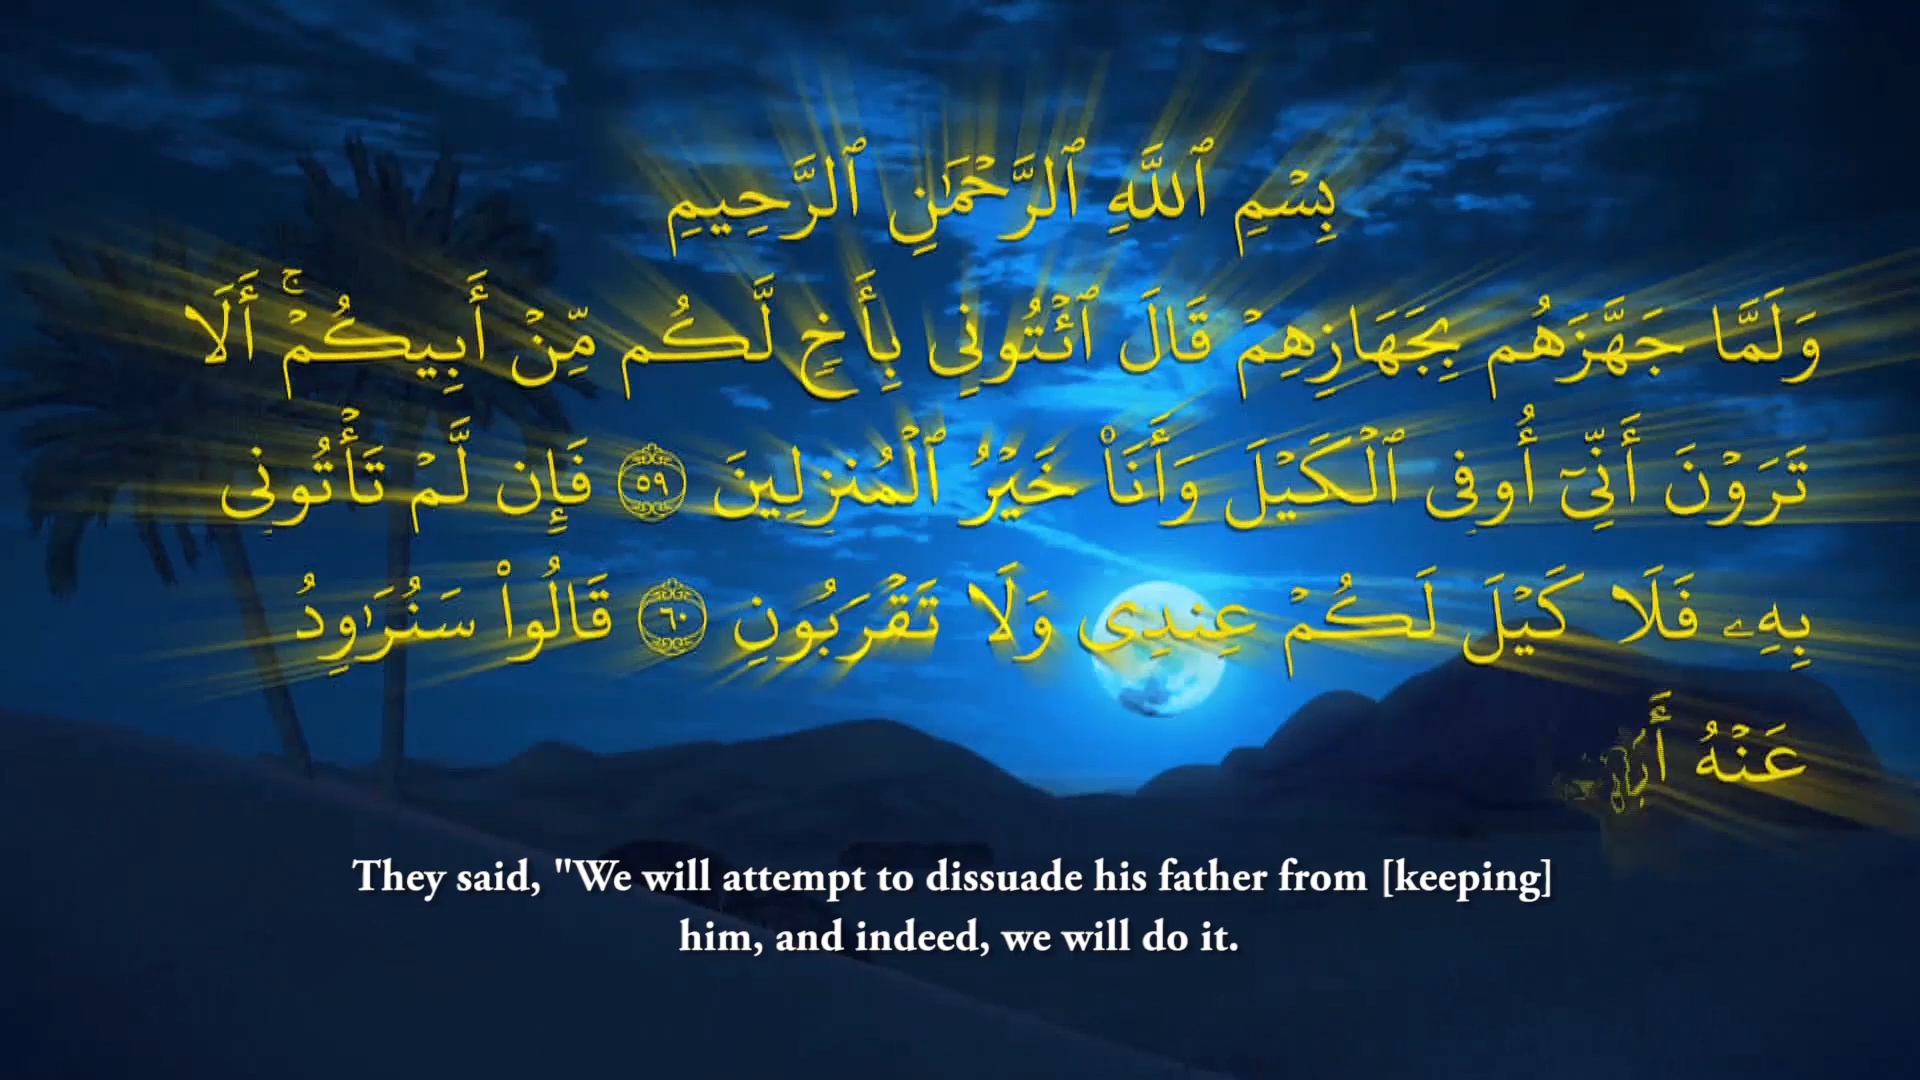 بِسْمِ ٱللَّهِ ٱلرَّحْمَٰنِ ٱلرَّحِيمِ
وَلَمَّا جَهَّزَهُم بِجَهَازِهِمْ قَالَ ٱئْتُونِى بِأَخٍ لَّكُم مِّنْ أَبِيكُمْ ۚ أَلَا
تَرَوْنَ أَنِّىٓ أُوفِى ٱلْكَيْلَ وَأَنَا۠ خَيْرُ ٱلْمُنزِلِينَ ٥٩ فَإِن لَّمْ تَأْتُونِى
بِهِۦ فَلَا كَيْلَ لَكُمْ عِندِى وَلَا تَقْرَبُونِ ٦٠ قَالُوا۟ سَنُرَٰوِدُ
عَنْهُ
They said, "We will attempt to dissuade his father from [keeping]
him, and indeed, we will do it.